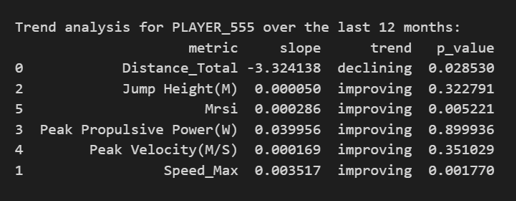 Trend analysis for PLAYER_555 over the last 12 months:
metric slope trend p_value
0 Distance_Total -3.324138 declining 0.028530
2 Jump Height(M) 0.000050 improving 0.322791
5 Mrsi 0.000286 improving 0.005221
3 Peak Propulsive Power(W) 0.039956 improving 0.899936
4 Peak Velocity(M/S) 0.000169 improving 0.351029
1 Speed_Max 0.003517 improving 0.001770